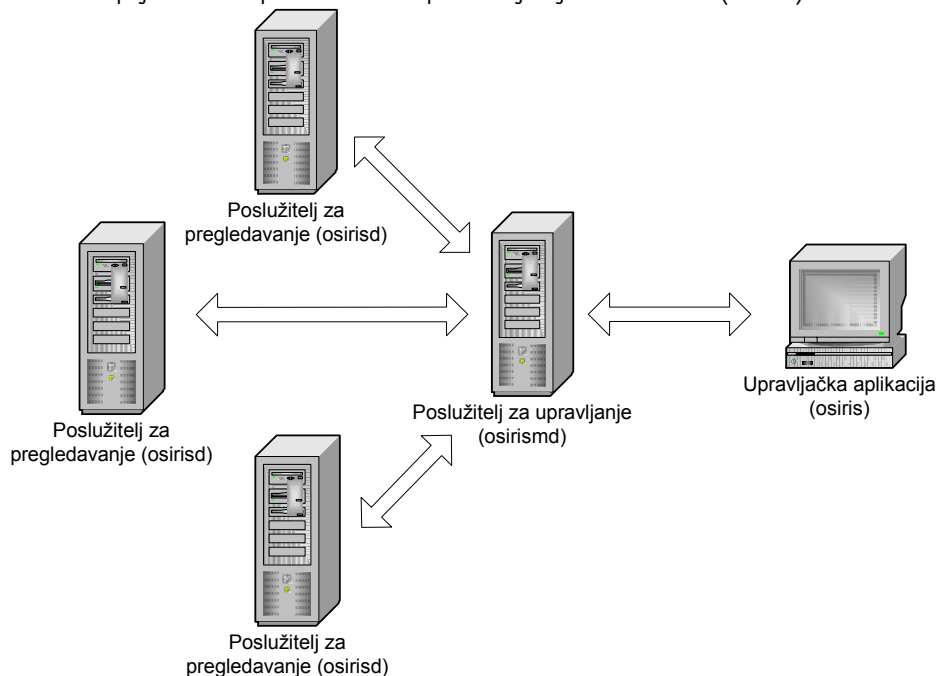 Poslužitelj za
pregledavanje (osirisd)
Poslužitelj za
pregledavanje (osirisd)
Poslužitelj za upravljanje
(osirismd)
Upravljačka aplikacija
(osiris)
Poslužitelj za
pregledavanje (osirisd)